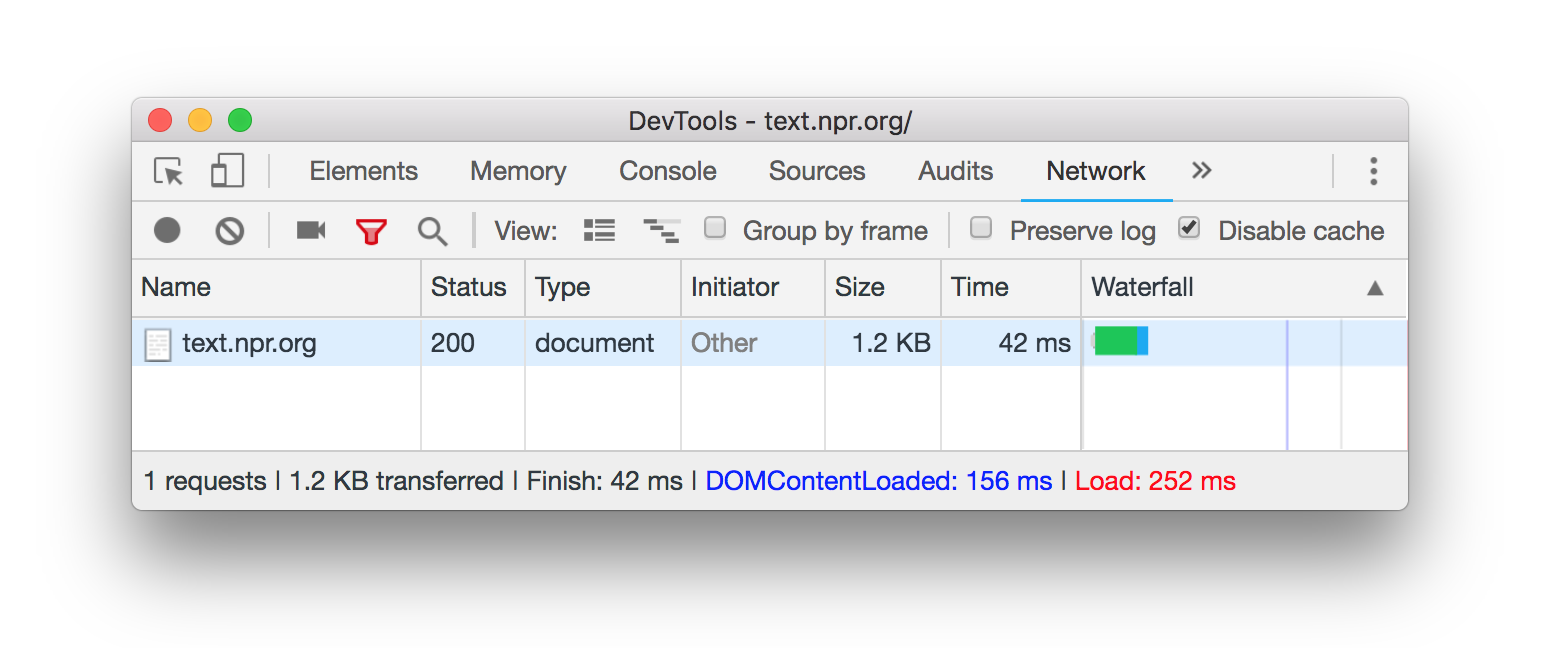 DevTools - text.npr.org/
Elements Memory Console Sources Audits Network »
View: Group by frame Preserve log Disable cache
Name Status Type Initiator Size Time Waterfall ▲
text.npr.org 200 document Other 1.2 KB 42 ms
1 requests | 1.2 KB transferred | Finish: 42 ms | DOMContentLoaded: 156 ms | Load: 252 ms